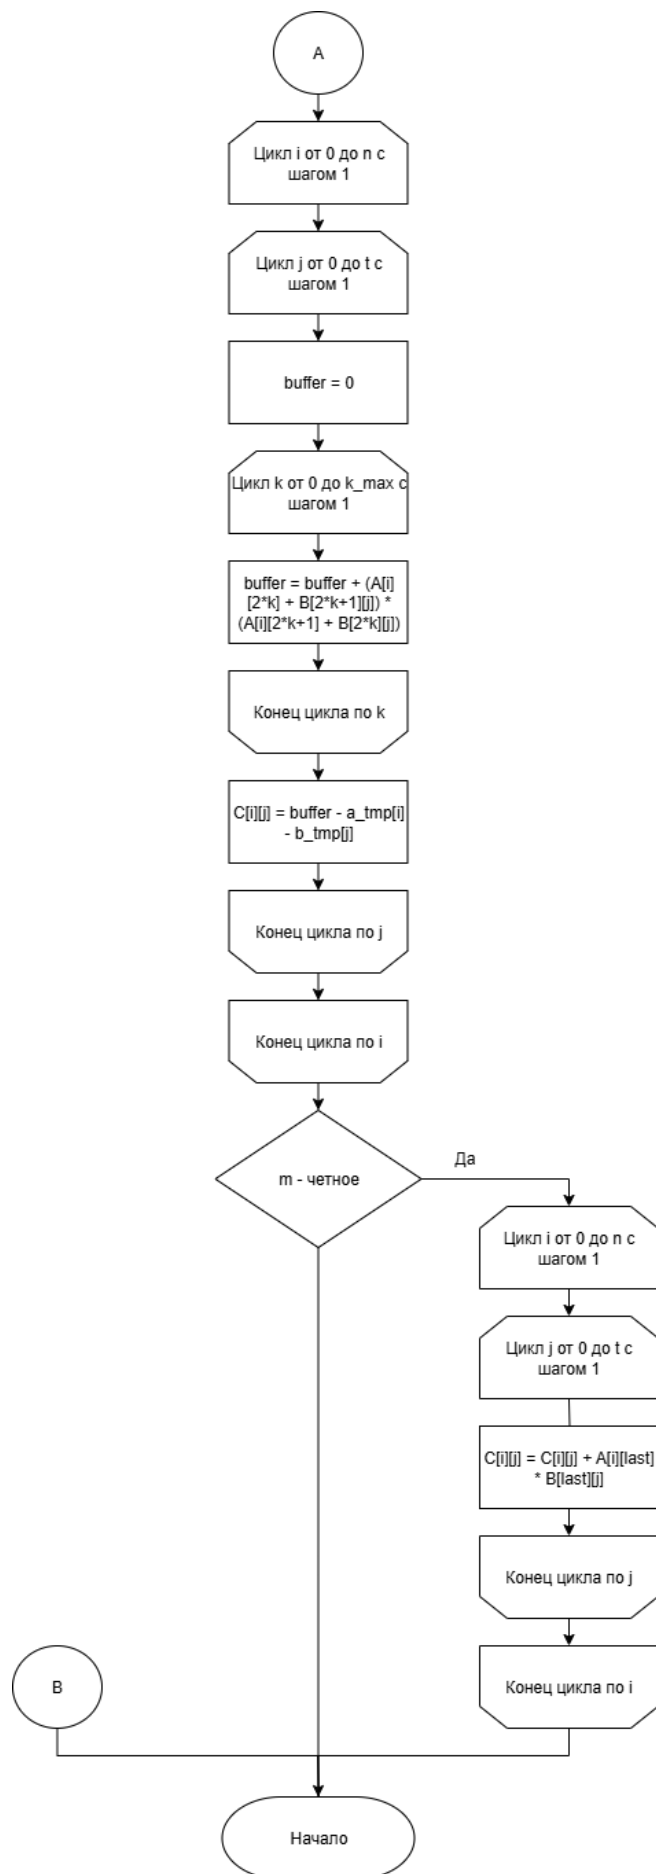 A
Цикл i от 0 до n с
шагом 1
Цикл j от 0 до t с
шагом 1
buffer = 0
Цикл k от 0 до k_max с
шагом 1
buffer = buffer + (A[i]
[2*k] + B[2*k+1][j]) *
(A[i][2*k+1] + B[2*k][j])
Конец цикла по k
C[i][j] = buffer - a_tmp[i]
- b_tmp[j]
Конец цикла по j
Конец цикла по i
m - четное
Да
Цикл i от 0 до n с
шагом 1
Цикл j от 0 до t с
шагом 1
C[i][j] = C[i][j] + A[i][last]
* B[last][j]
Конец цикла по j
Конец цикла по i
B
Начало